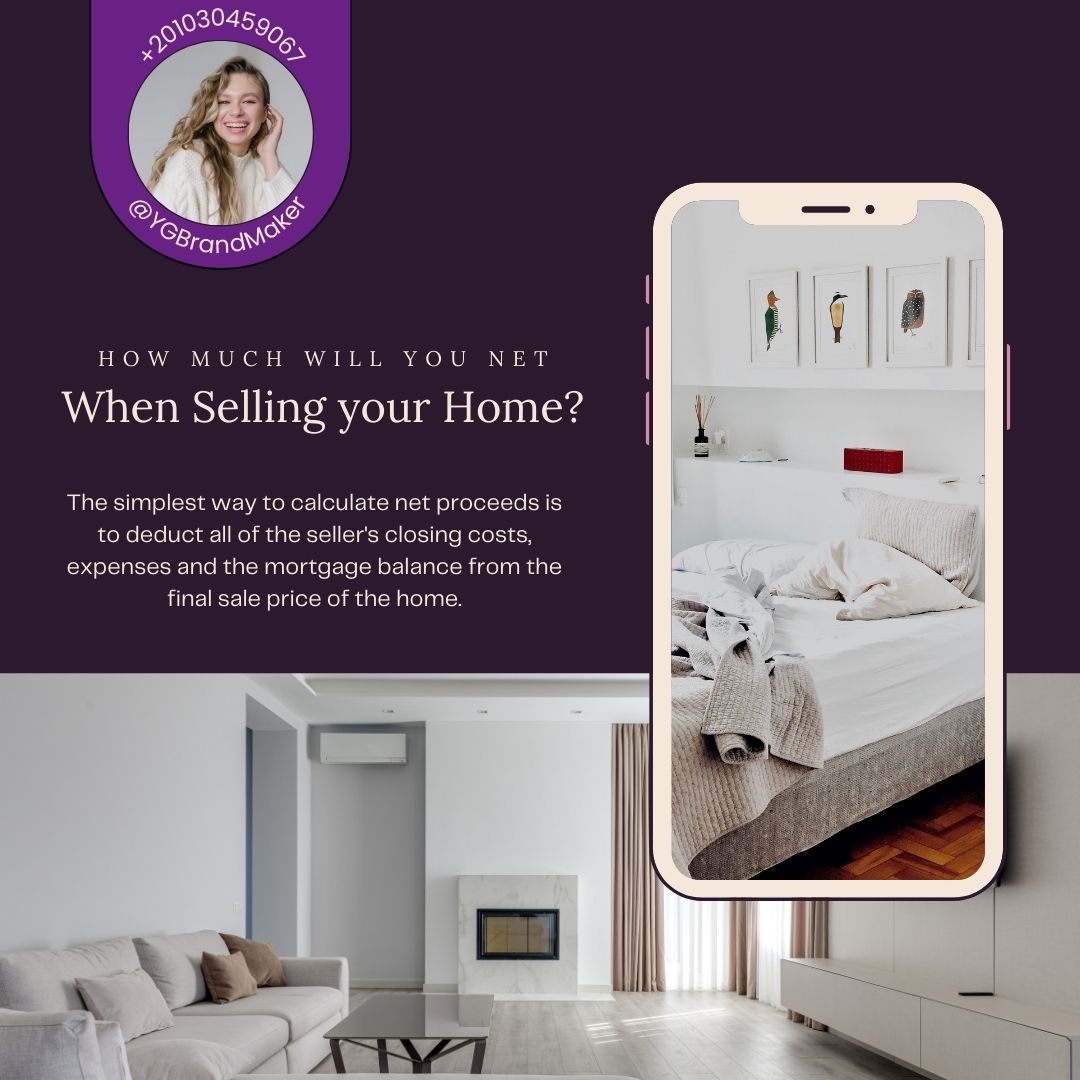 +201030459067
@YGBrandMaker
HOW MUCH WILL YOU NET
When Selling your Home?
The simplest way to calculate net proceeds is
to deduct all of the seller's closing costs,
expenses and the mortgage balance from the
final sale price of the home.